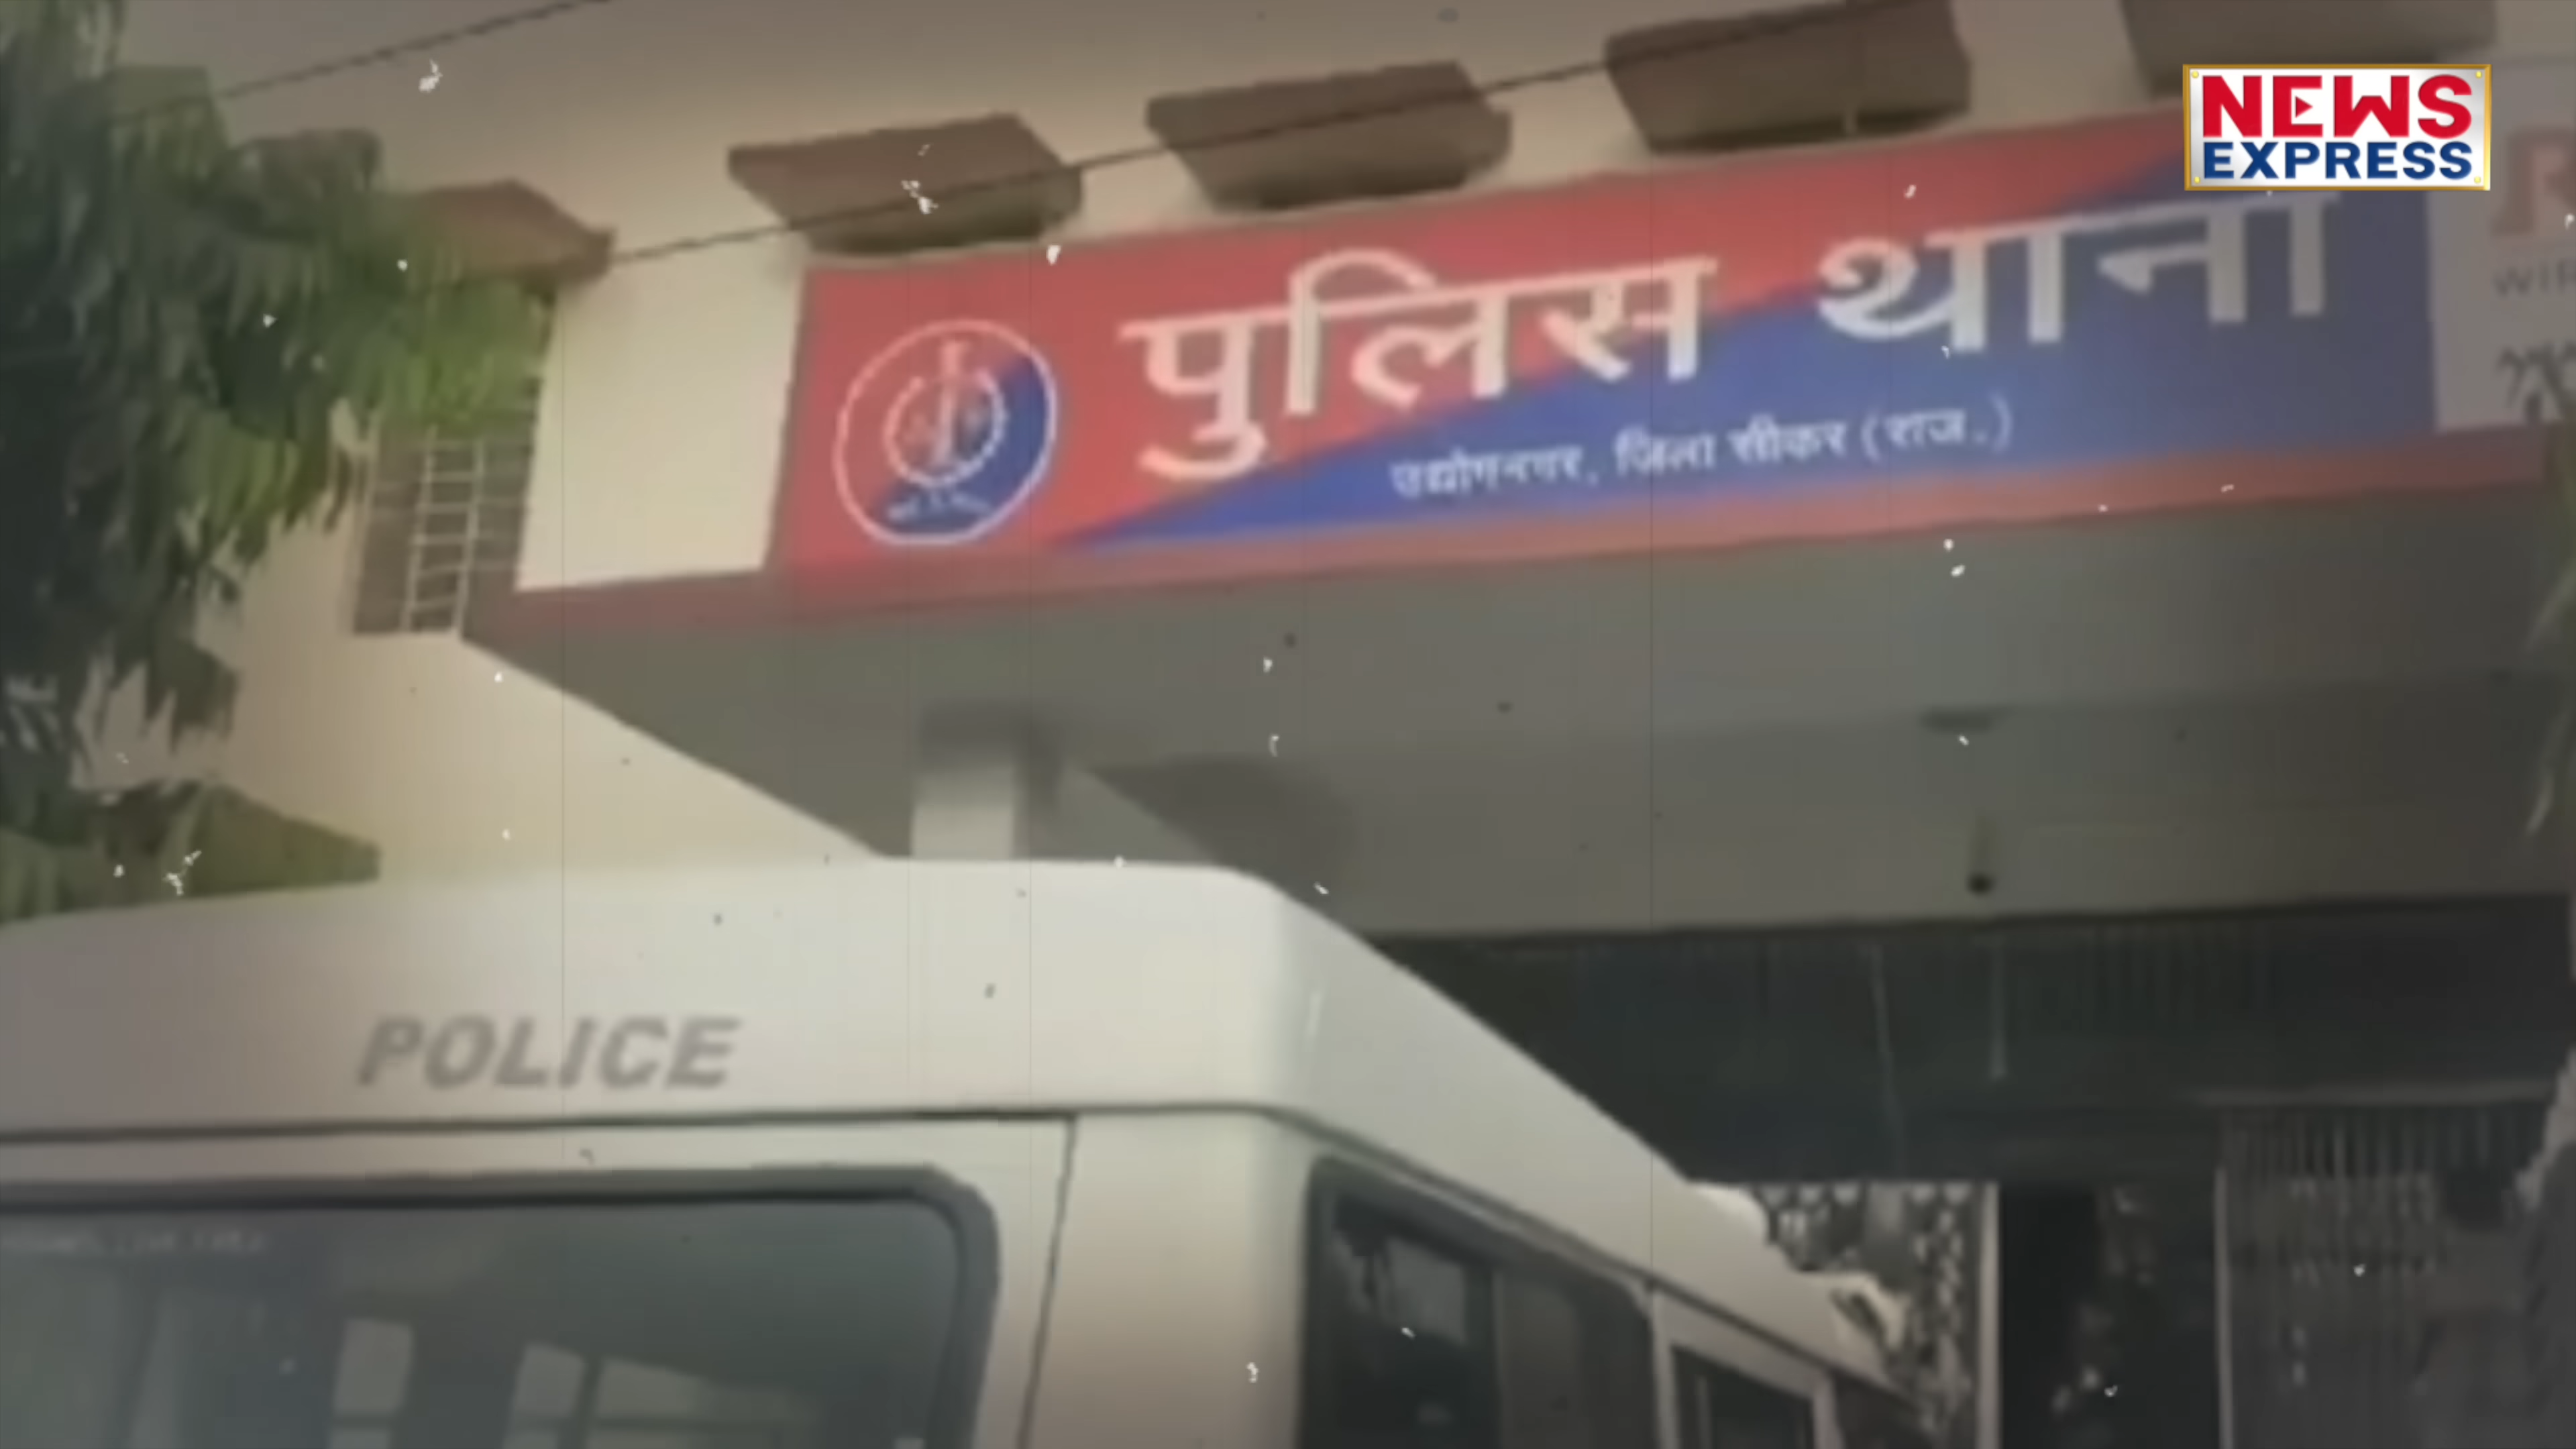 NEWS
EXPRESS
पुलिस थाना
उद्योगनगर, जिला सीकर (राज.)
POLICE